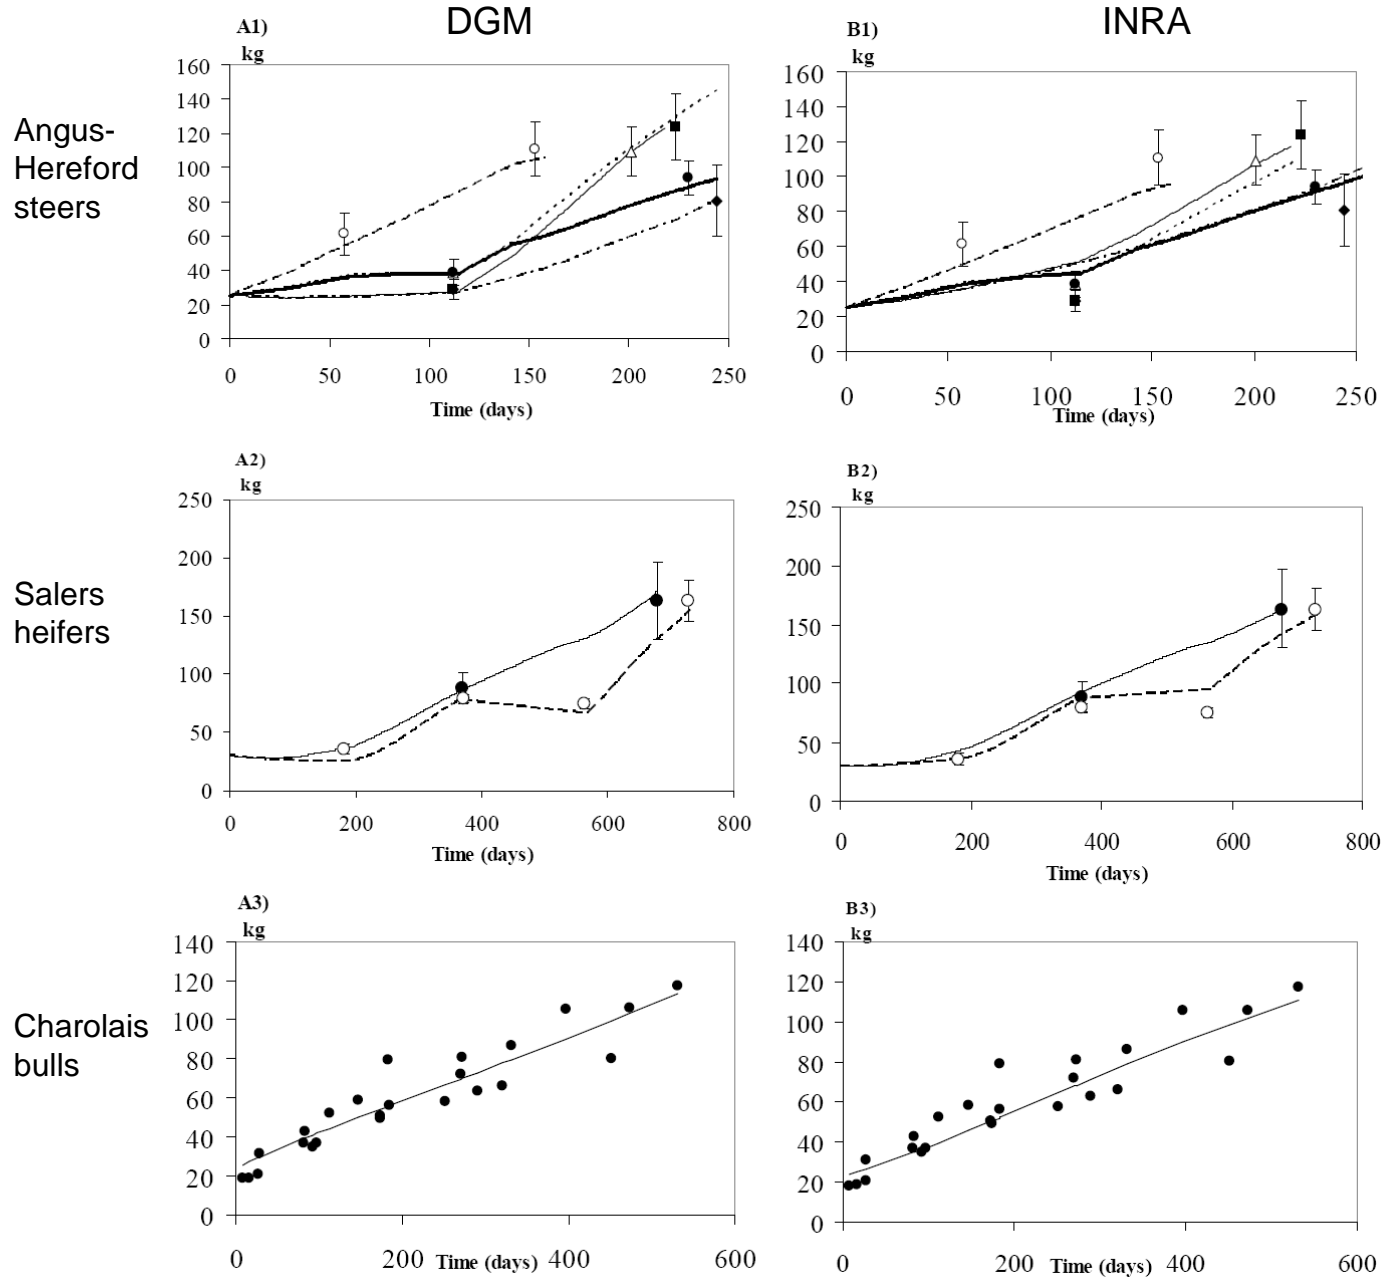 DGM
INRA
A1)
kg
160
140
120
100
80
60
40
20
0
0 50 100 150 200 250
Time (days)
B1)
kg
160
140
120
100
80
60
40
20
0
0 50 100 150 200 250
Time (days)
Angus-
Hereford
steers
A2)
kg
250
200
150
100
50
0
0 200 400 600 800
Time (days)
B2)
kg
250
200
150
100
50
0
0 200 400 600 800
Time (days)
Salers
heifers
A3)
kg
140
120
100
80
60
40
20
0
0 200 Time (days) 400 600
B3)
kg
140
120
100
80
60
40
20
0
0 200 Time (days) 400 600
Charolais
bulls